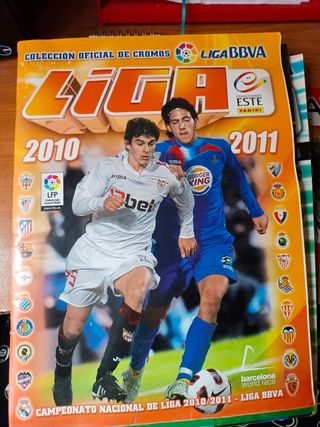 COLECCIÓN OFICIAL DE CROMOS LIGA BBVA
LIGA
COLECCIONES
ESTE
PANINI
2010 2011
LFP
BURGER
KING
bet
Joma
barcelona
world race
CAMPEONATO NACIONAL DE LIGA 2010/2011 - LIGA BBVA